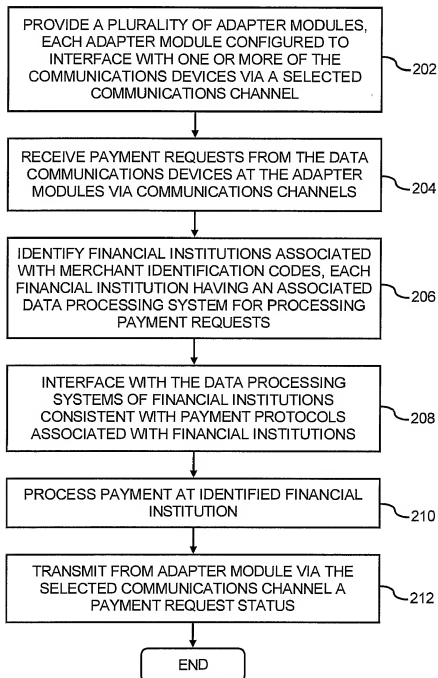 PROVIDE A PLURALITY OF ADAPTER MODULES,
EACH ADAPTER MODULE CONFIGURED TO
INTERFACE WITH ONE OR MORE OF THE
COMMUNICATIONS DEVICES VIA A SELECTED
COMMUNICATIONS CHANNEL
202
RECEIVE PAYMENT REQUESTS FROM THE DATA
COMMUNICATIONS DEVICES AT THE ADAPTER
MODULES VIA COMMUNICATIONS CHANNELS
204
IDENTIFY FINANCIAL INSTITUTIONS ASSOCIATED
WITH MERCHANT IDENTIFICATION CODES, EACH
FINANCIAL INSTITUTION HAVING AN ASSOCIATED
DATA PROCESSING SYSTEM FOR PROCESSING
PAYMENT REQUESTS
206
INTERFACE WITH THE DATA PROCESSING
SYSTEMS OF FINANCIAL INSTITUTIONS
CONSISTENT WITH PAYMENT PROTOCOLS
ASSOCIATED WITH FINANCIAL INSTITUTIONS
208
PROCESS PAYMENT AT IDENTIFIED FINANCIAL
INSTITUTION
210
TRANSMIT FROM ADAPTER MODULE VIA THE
SELECTED COMMUNICATIONS CHANNEL A
PAYMENT REQUEST STATUS
212
END